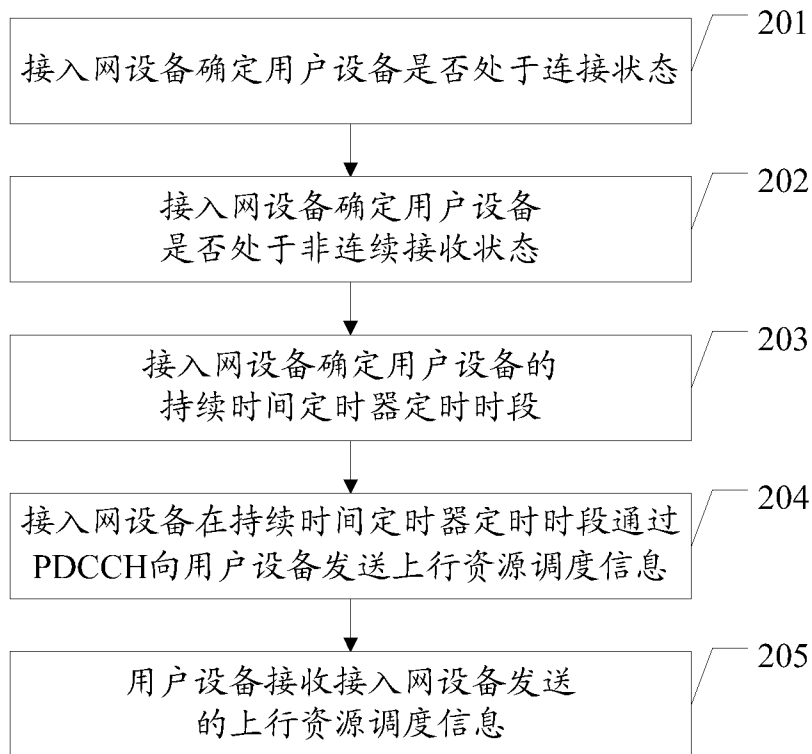 201
接入网设备确定用户设备是否处于连接状态
202
接入网设备确定用户设备
是否处于非连续接收状态
203
接入网设备确定用户设备的
持续时间定时器定时时段
204
接入网设备在持续时间定时器定时时段通过
PDCCH向用户设备发送上行资源调度信息
205
用户设备接收接入网设备发送
的上行资源调度信息